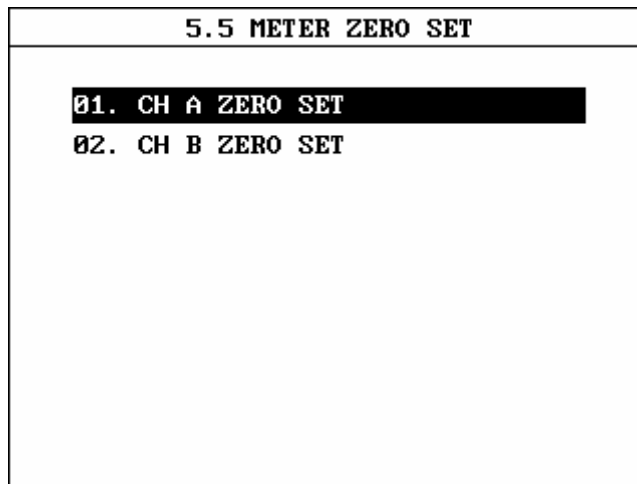 5.5 METER ZERO SET
01. CH A ZERO SET
02. CH B ZERO SET